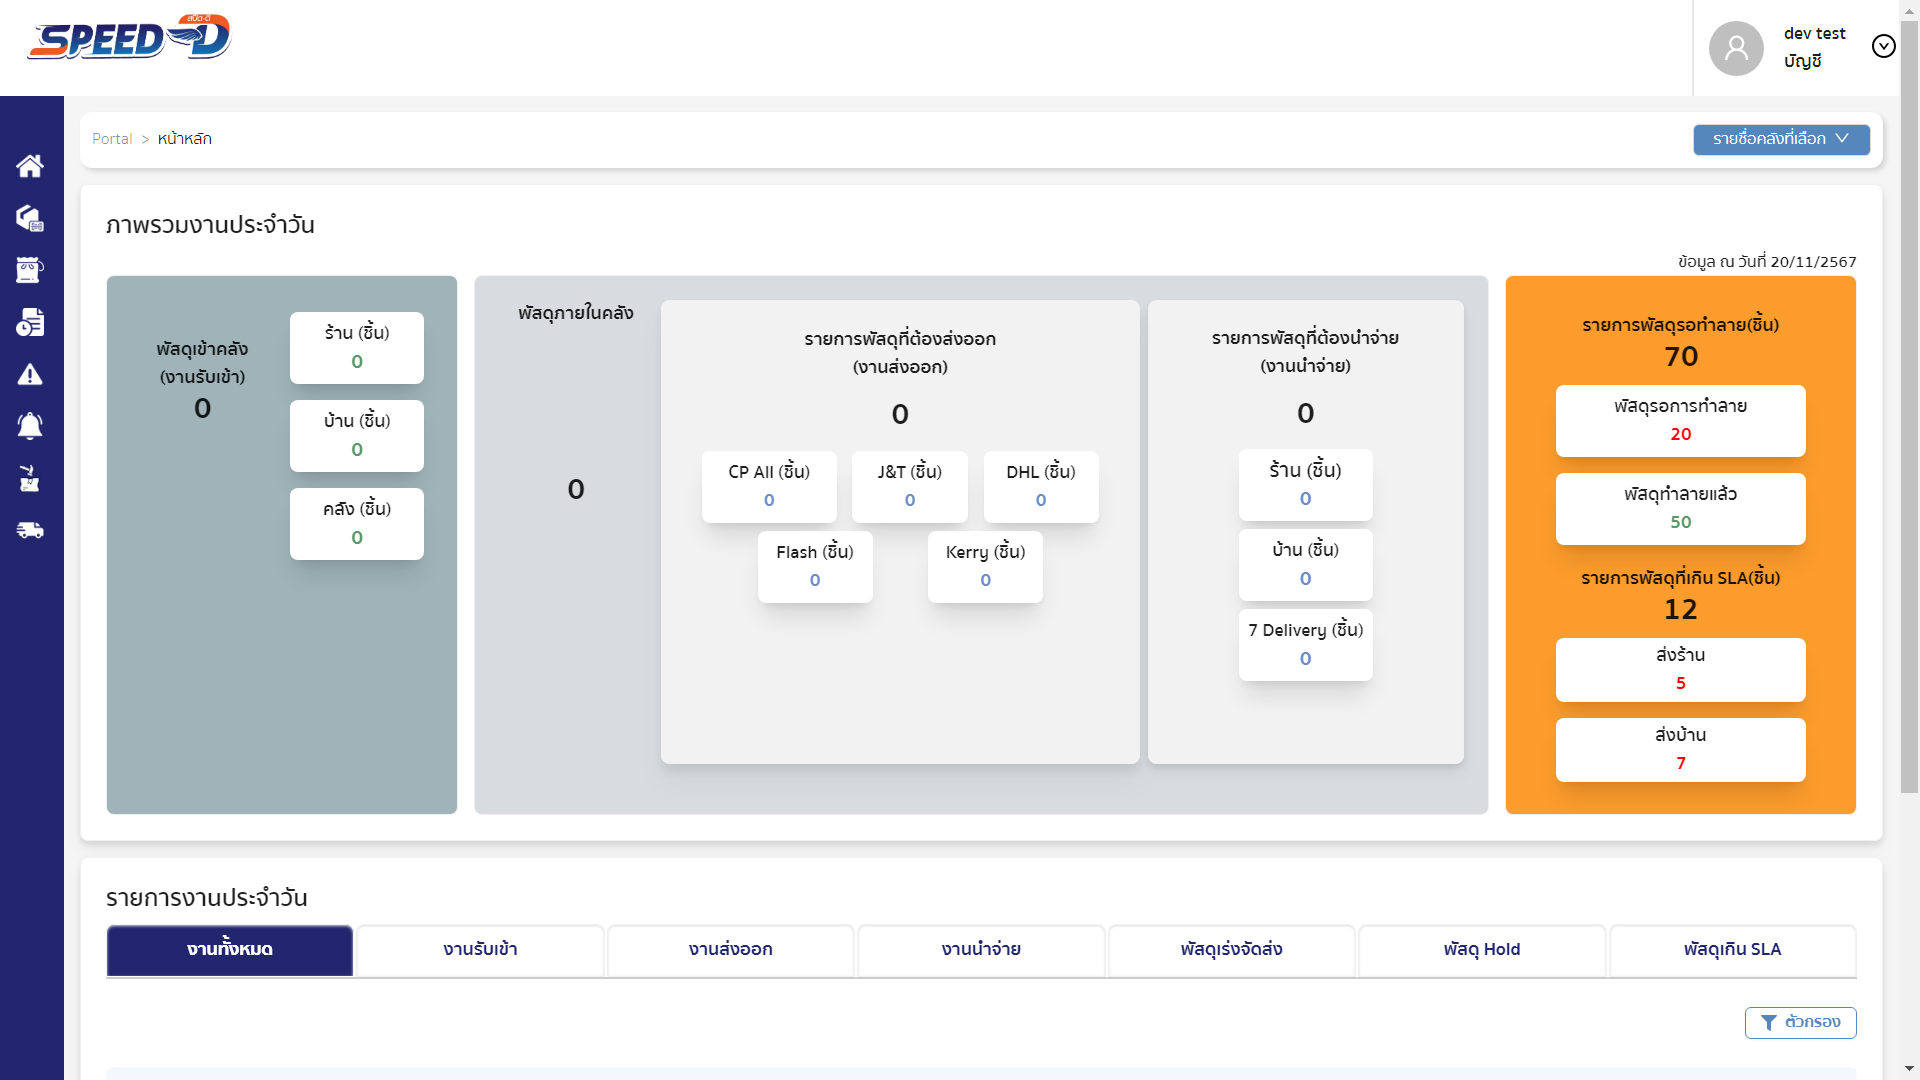 สปีด-ดี
SPEED-D
dev test
บัญชี
Portal > หน้าหลัก
รายชื่อคลังที่เลือก
ภาพรวมงานประจำวัน
ข้อมูล ณ วันที่ 20/11/2567
พัสดุเข้าคลัง
(งานรับเข้า)
0
ร้าน (ชิ้น)
0
บ้าน (ชิ้น)
0
คลัง (ชิ้น)
0
พัสดุภายในคลัง
0
รายการพัสดุที่ต้องส่งออก
(งานส่งออก)
0
CP All (ชิ้น)
0
J&T (ชิ้น)
0
DHL (ชิ้น)
0
Flash (ชิ้น)
0
Kerry (ชิ้น)
0
รายการพัสดุที่ต้องนำจ่าย
(งานนำจ่าย)
0
ร้าน (ชิ้น)
0
บ้าน (ชิ้น)
0
7 Delivery (ชิ้น)
0
รายการพัสดุรอทำลาย(ชิ้น)
70
พัสดุรอการทำลาย
20
พัสดุทำลายแล้ว
50
รายการพัสดุที่เกิน SLA(ชิ้น)
12
ส่งร้าน
5
ส่งบ้าน
7
รายการงานประจำวัน
งานทั้งหมด
งานรับเข้า
งานส่งออก
งานนำจ่าย
พัสดุเร่งจัดส่ง
พัสดุ Hold
พัสดุเกิน SLA
ตัวกรอง